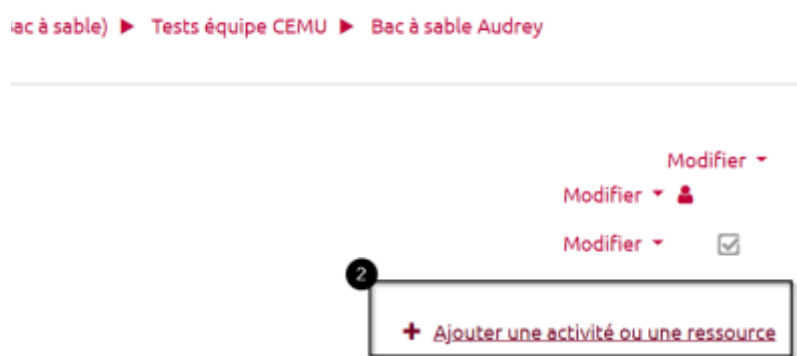 ac à sable) ▶ Tests équipe CEMU ▶ Bac à sable Audrey
Modifier
Modifier
Modifier
2
+ Ajouter une activité ou une ressource